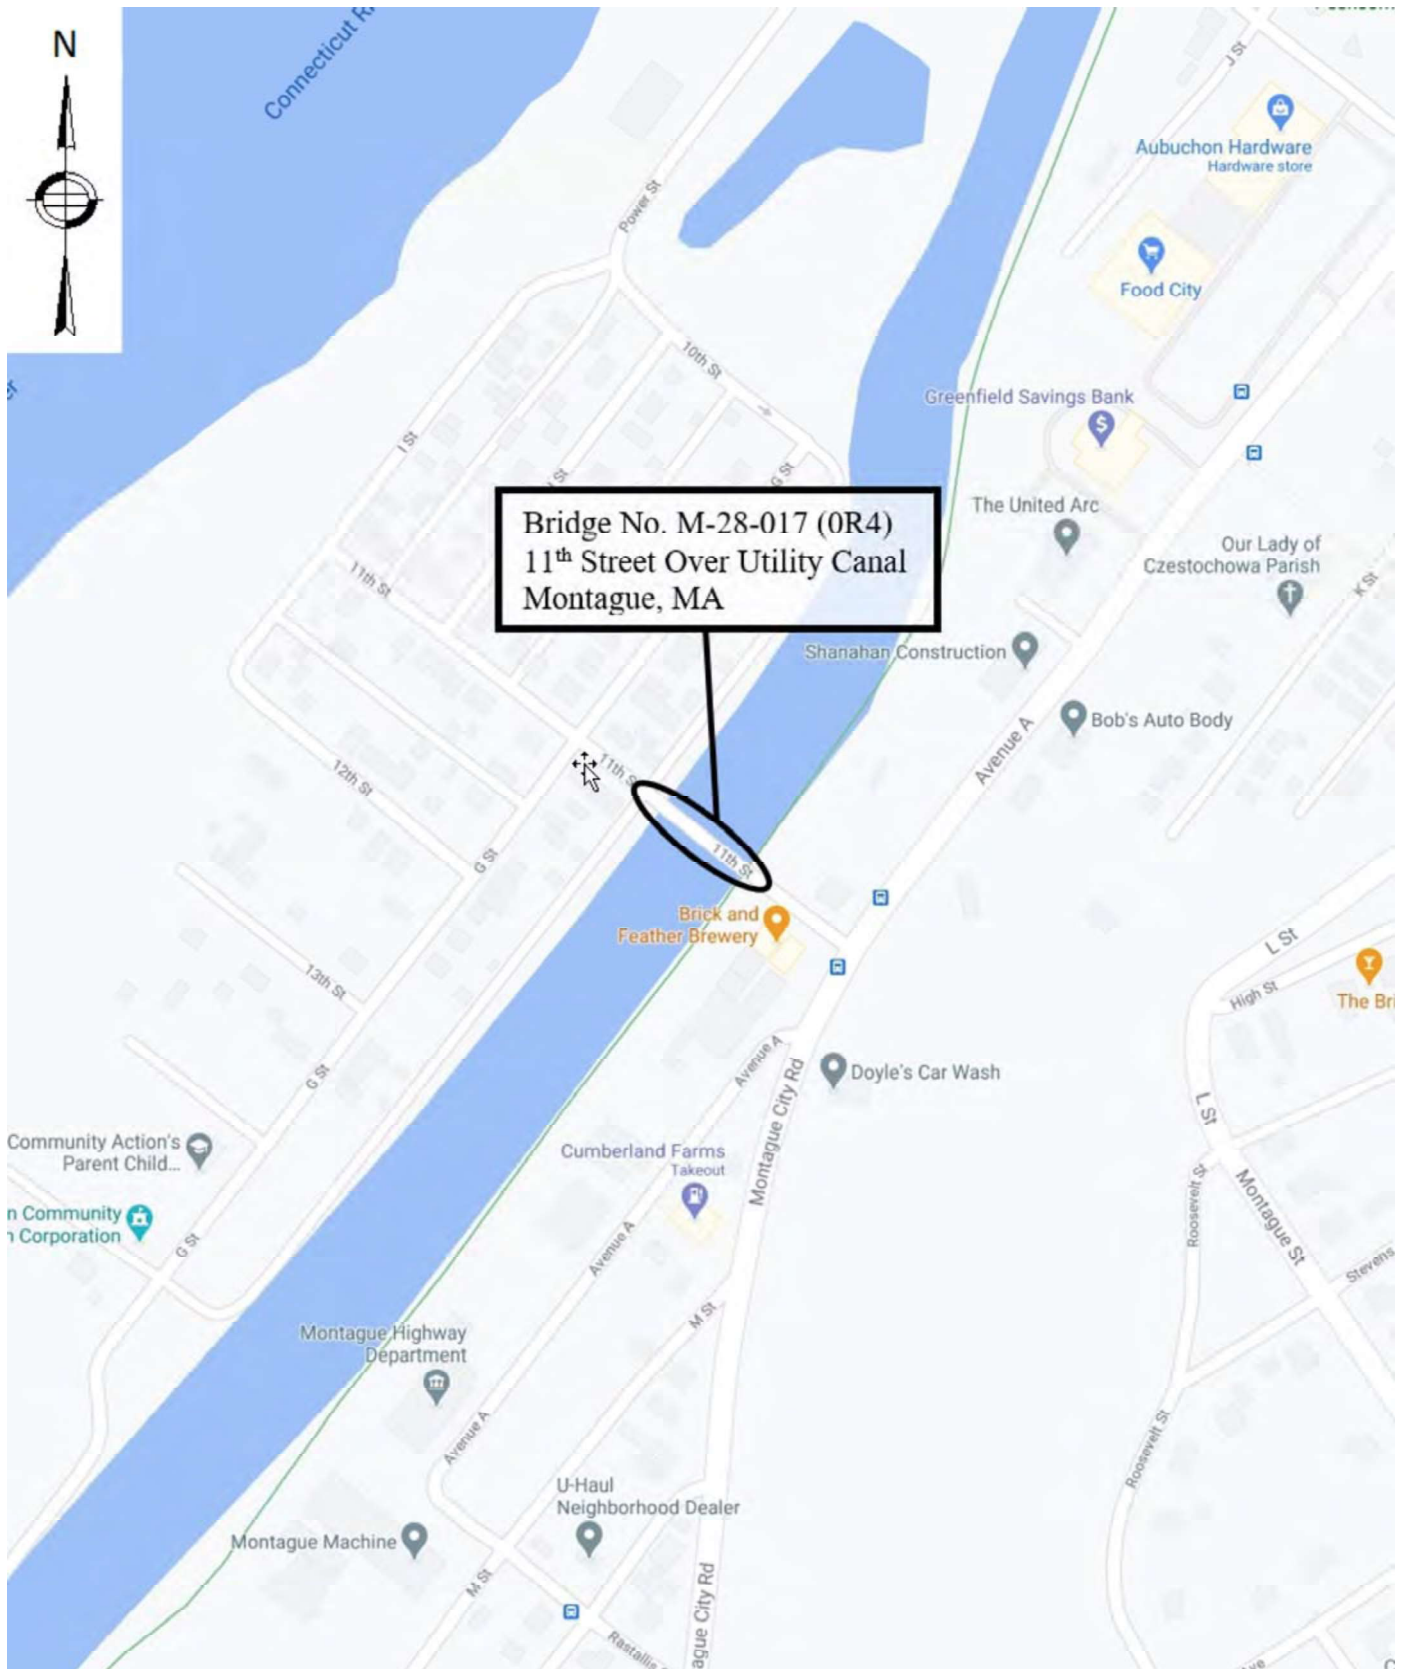 N
Connecticut
J St
Aubuchon Hardware
Hardware store
Power St
Food City
10th St
Greenfield Savings Bank
I St
St
G St
Bridge No. M-28-017 (0R4)
11th Street Over Utility Canal
Montague, MA
The United Arc
Our Lady of
Czestochowa Parish
K St
11th St
Shanahan Construction
Bob's Auto Body
Avenue A
11th St
12th St
11th St
G St
Brick and
Feather Brewery
L St
13th St
High St
The Bri
G St
Avenue A
Doyle's Car Wash
Montague City Rd
L St
Community Action's
Parent Child...
Cumberland Farms
Takeout
n Community
n Corporation
G St
Avenue A
Roosevelt St
Montague St
Stevens
M St
Montague Highway
Department
Avenue A
Roosevelt St
U-Haul
Neighborhood Dealer
Montague Machine
M St
ague City Rd
Rastallis